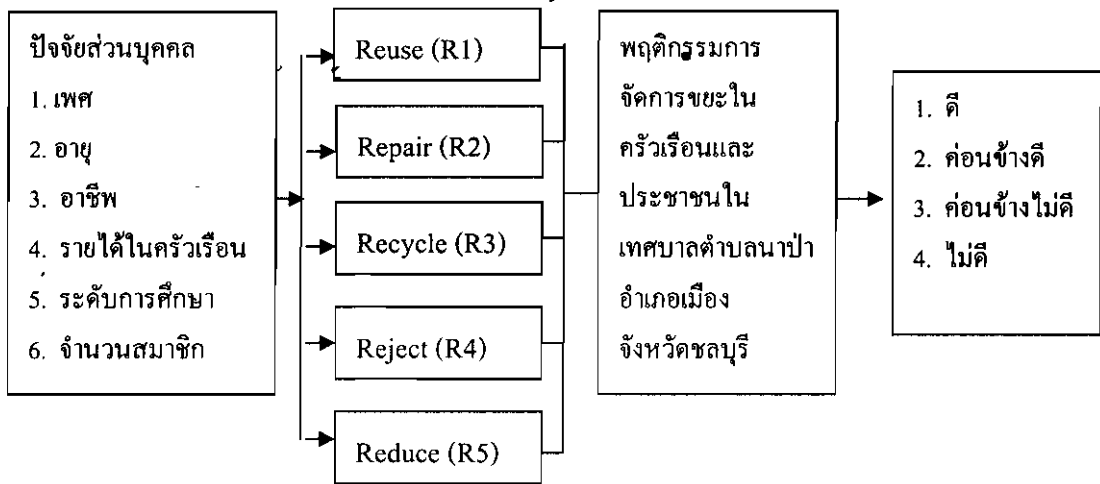 ปัจจัยส่วนบุคคล
1. เพศ
2. อายุ
3. อาชีพ
4. รายได้ในครัวเรือน
5. ระดับการศึกษา
6. จำนวนสมาชิก
Reuse (R1)
Repair (R2)
Recycle (R3)
Reject (R4)
Reduce (R5)
พฤติกรรมการ
จัดการขยะใน
ครัวเรือนและ
ประชาชนใน
เทศบาลตำบลนาป่า
อำเภอเมือง
จังหวัดชลบุรี
1. ดี
2. ค่อนข้างดี
3. ค่อนข้างไม่ดี
4. ไม่ดี